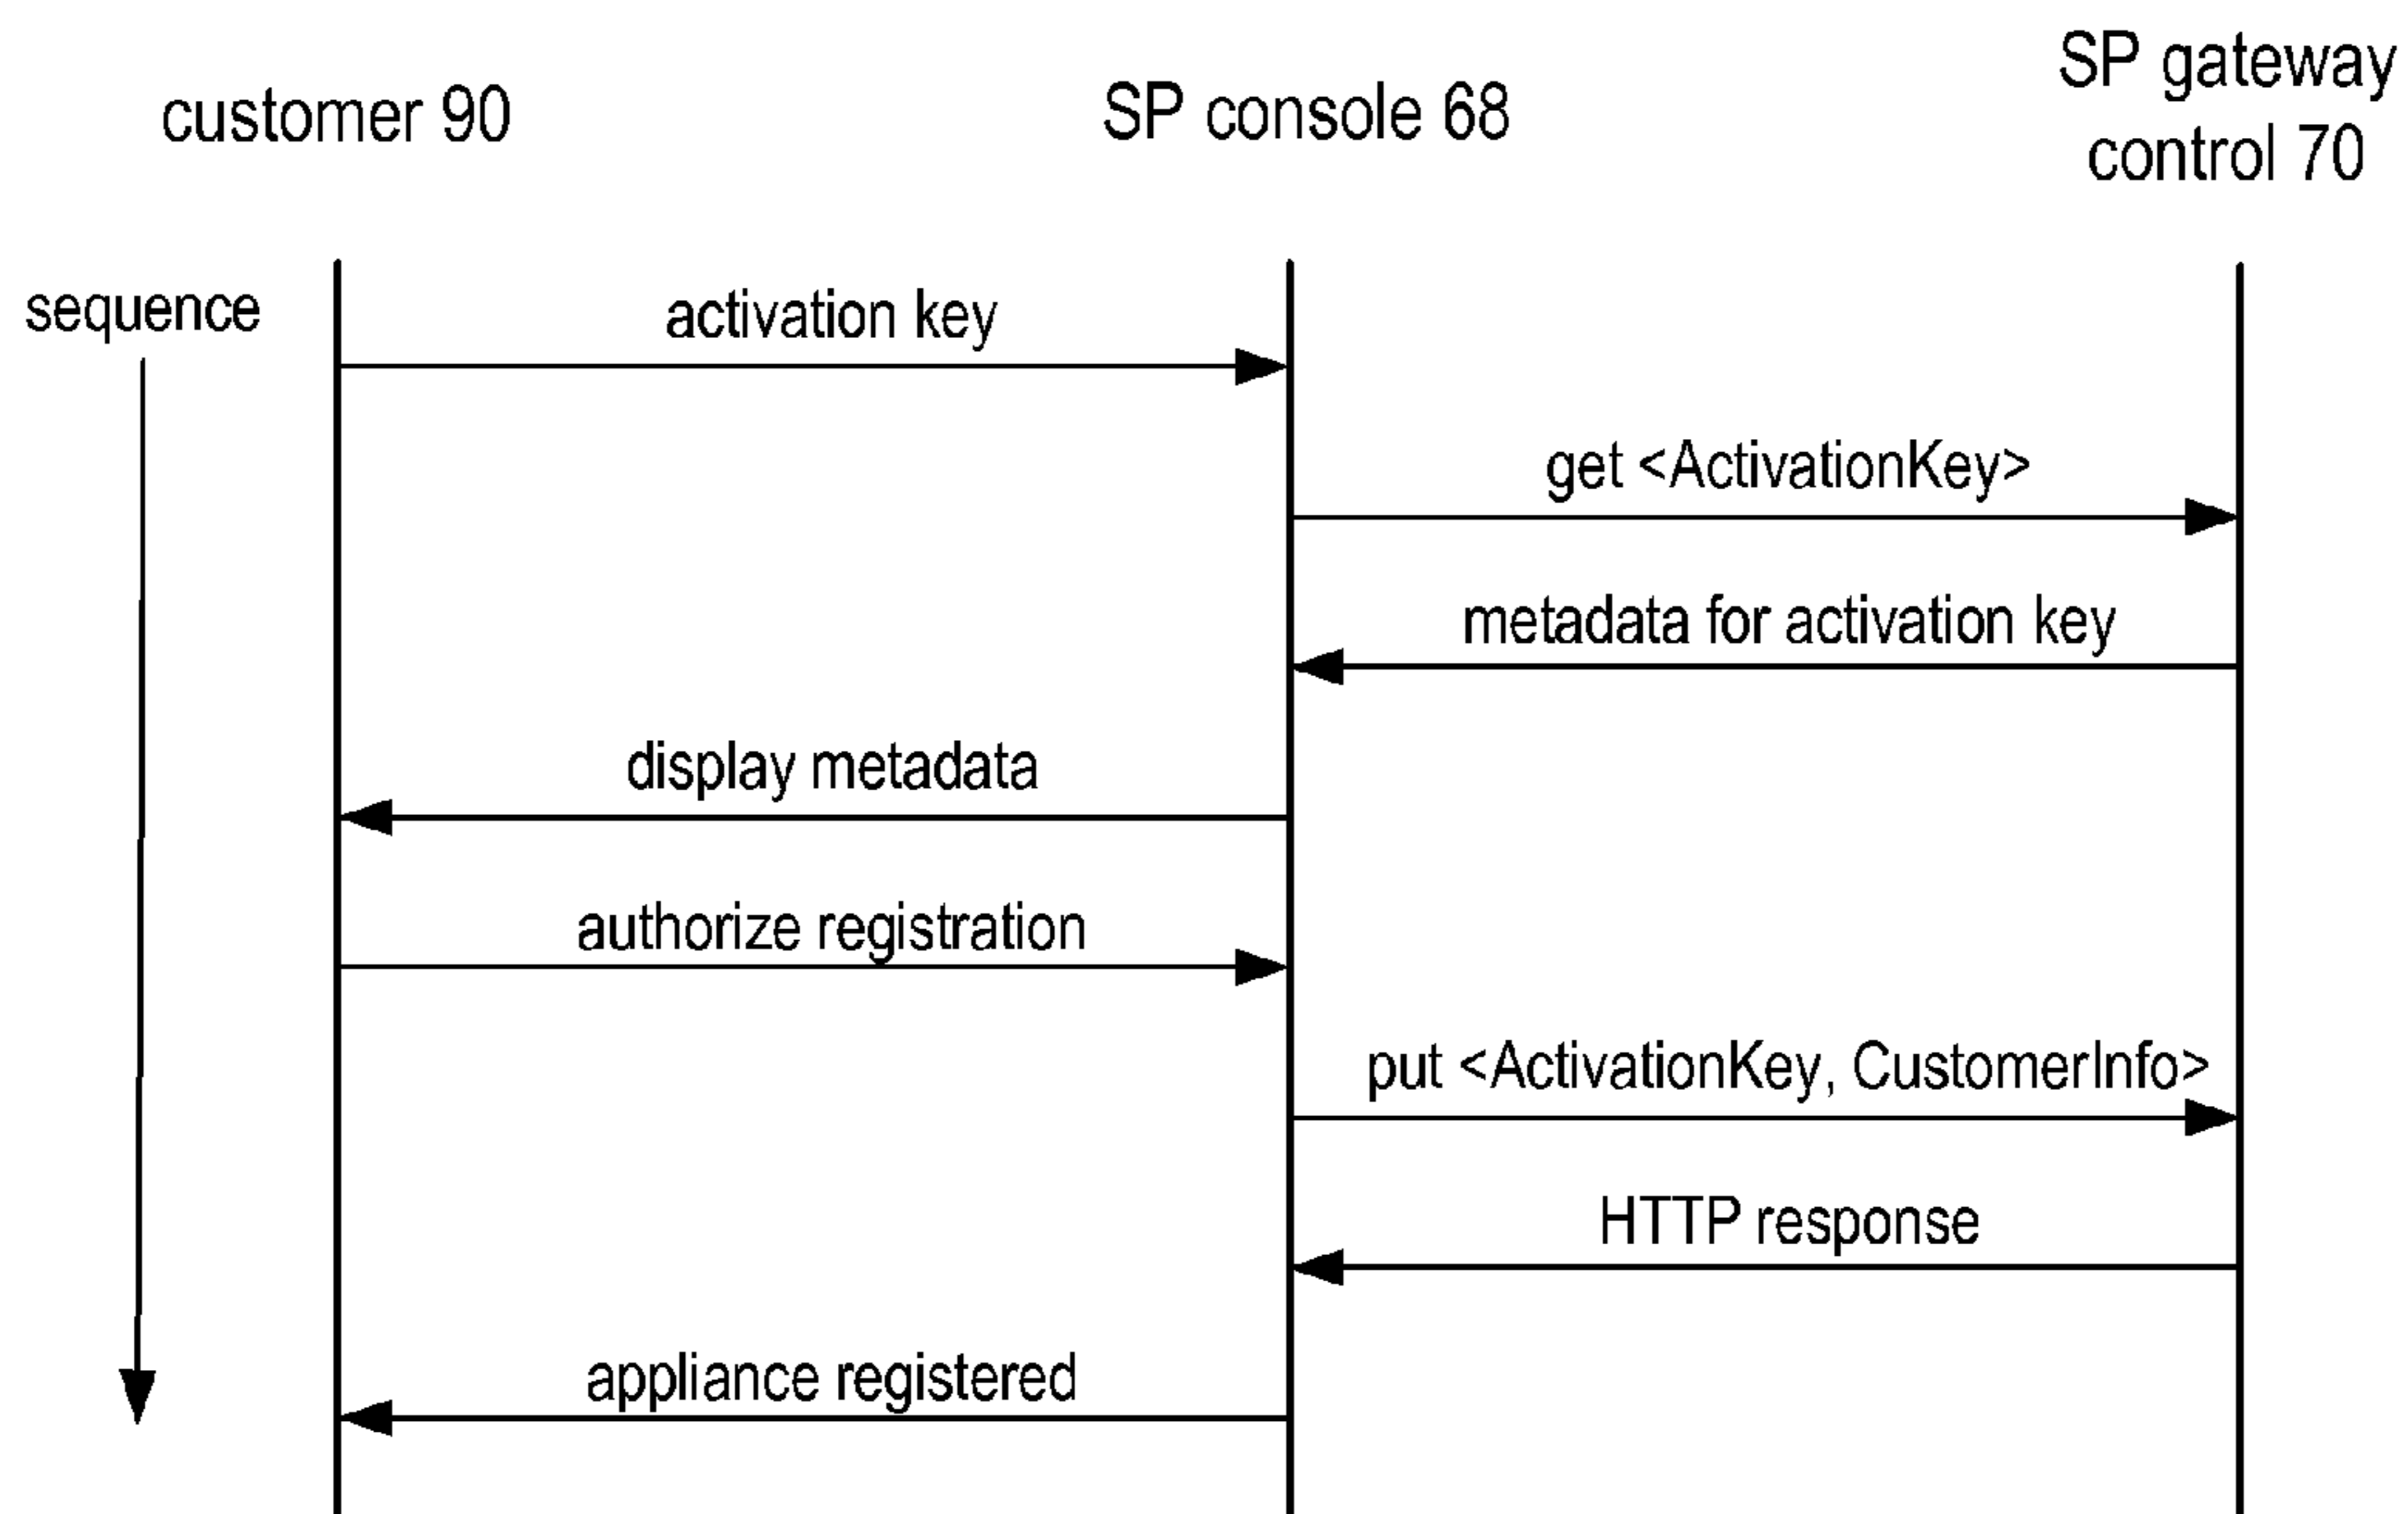 customer 90
SP console 68
SP gateway
control 70
sequence
activation key
get <ActivationKey>
metadata for activation key
display metadata
authorize registration
put <ActivationKey, CustomerInfo>
HTTP response
appliance registered